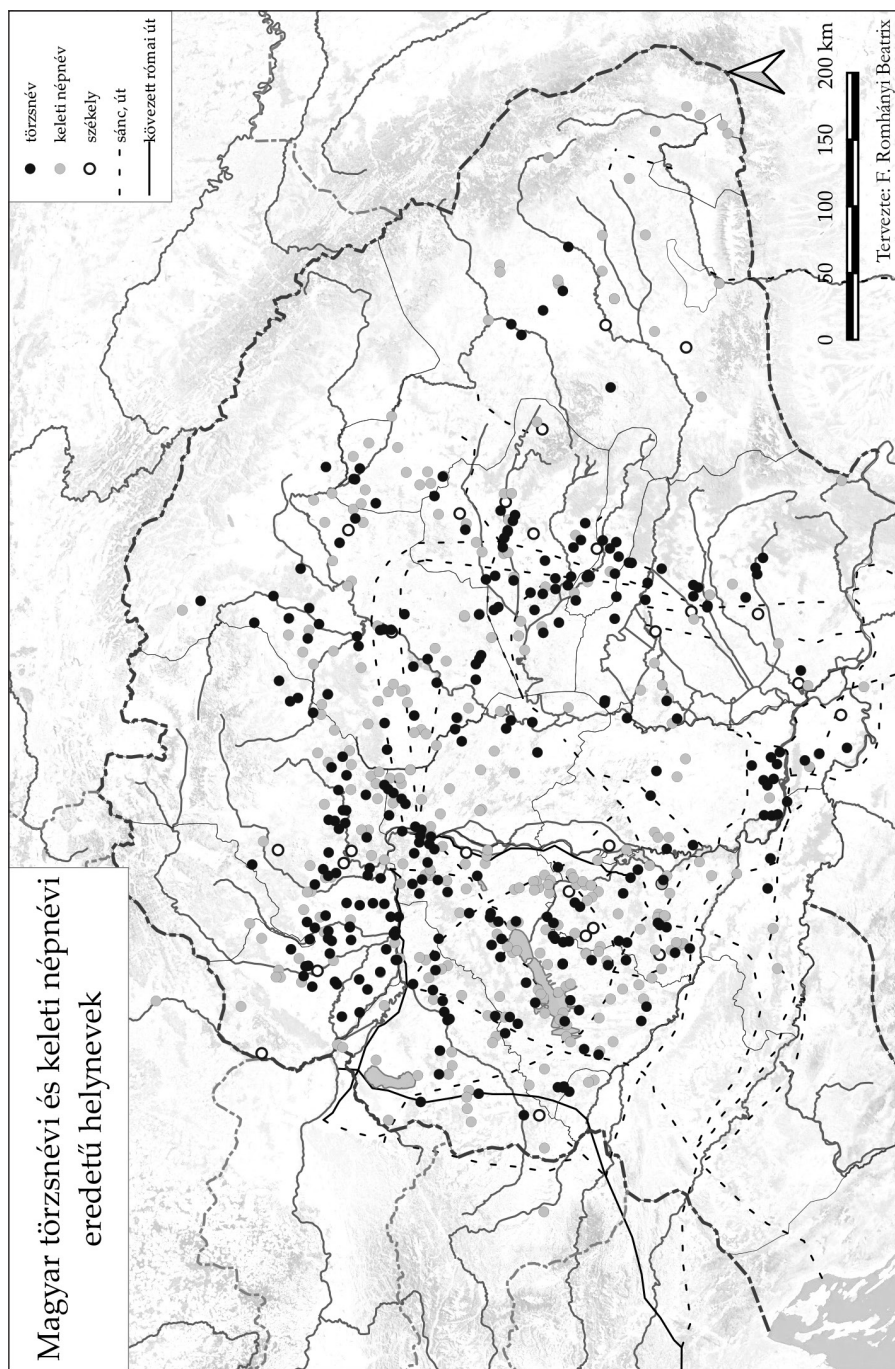 Magyar törzsnévi és keleti népnévi
eredetű helynevek
törzsnév
keleti népnév
székely
sánc, út
kövezett római út
0 50 100 150 200 km
Tervezte: F. Romhányi Beatrix